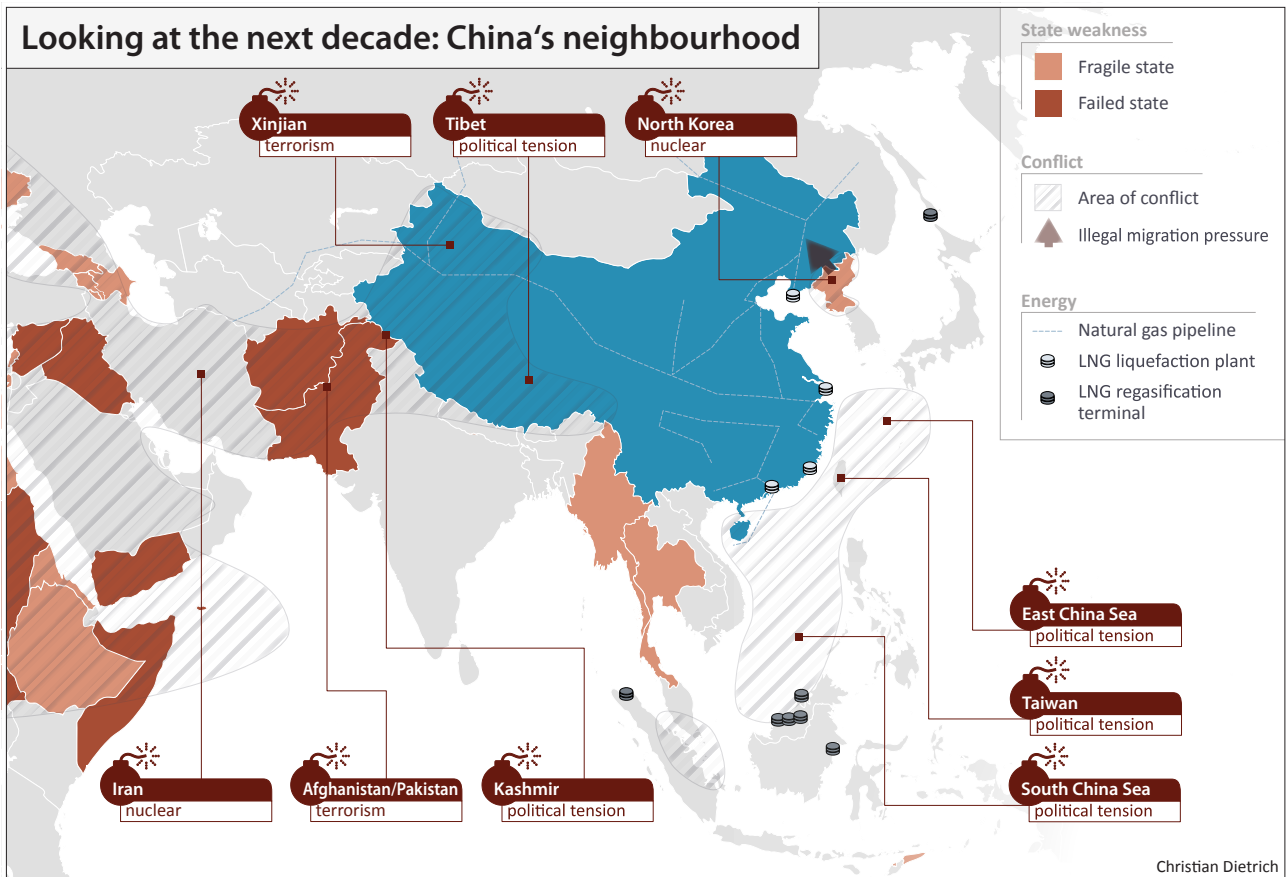 Looking at the next decade: China‘s neighbourhood
State weakness
Fragile state
Failed state
Conflict
Area of conflict
Illegal migration pressure
Energy
Natural gas pipeline
LNG liquefaction plant
LNG regasification
terminal
Xinjian
terrorism
Tibet
political tension
North Korea
nuclear
East China Sea
political tension
Taiwan
political tension
South China Sea
political tension
Iran
nuclear
Afghanistan/Pakistan
terrorism
Kashmir
political tension
Christian Dietrich